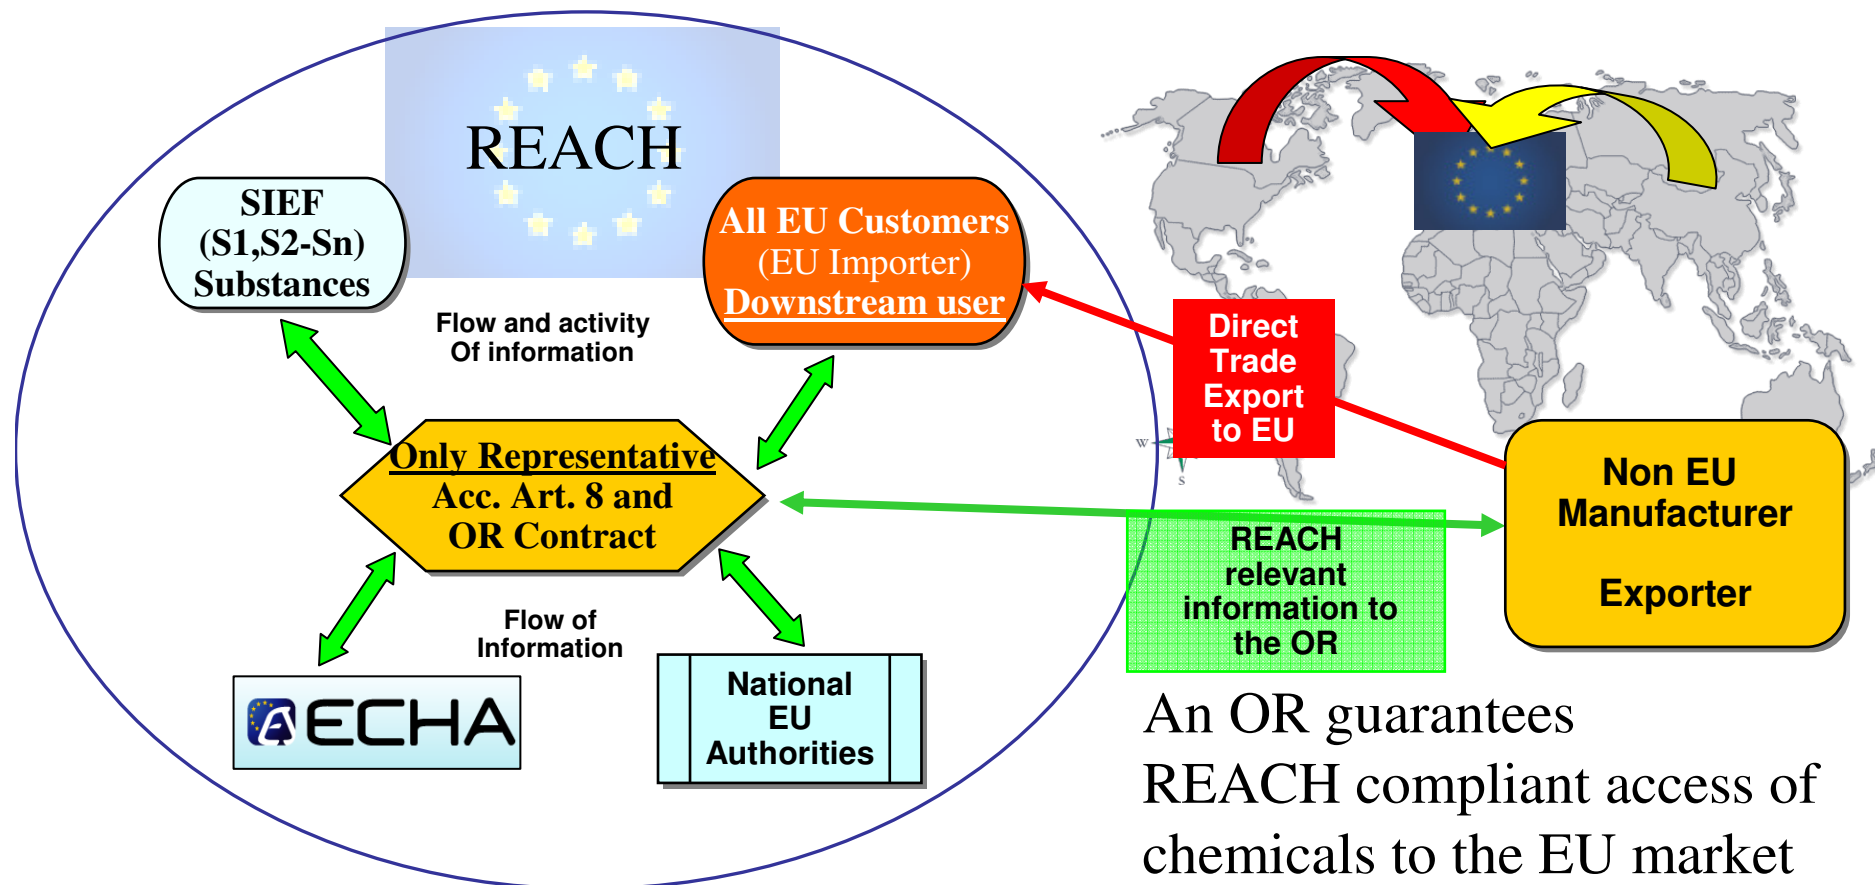 REACH
SIEF
(S1,S2-Sn)
Substances
All EU Customers
(EU Importer)
Downstream user
Flow and activity
Of information
Only Representative
Acc. Art. 8 and
OR Contract
Flow of
Information
ECHA
National
EU
Authorities
Direct
Trade
Export
to EU
W
S
Non EU
Manufacturer
Exporter
REACH
relevant
information to
the OR
An OR guarantees
REACH compliant access of
chemicals to the EU market